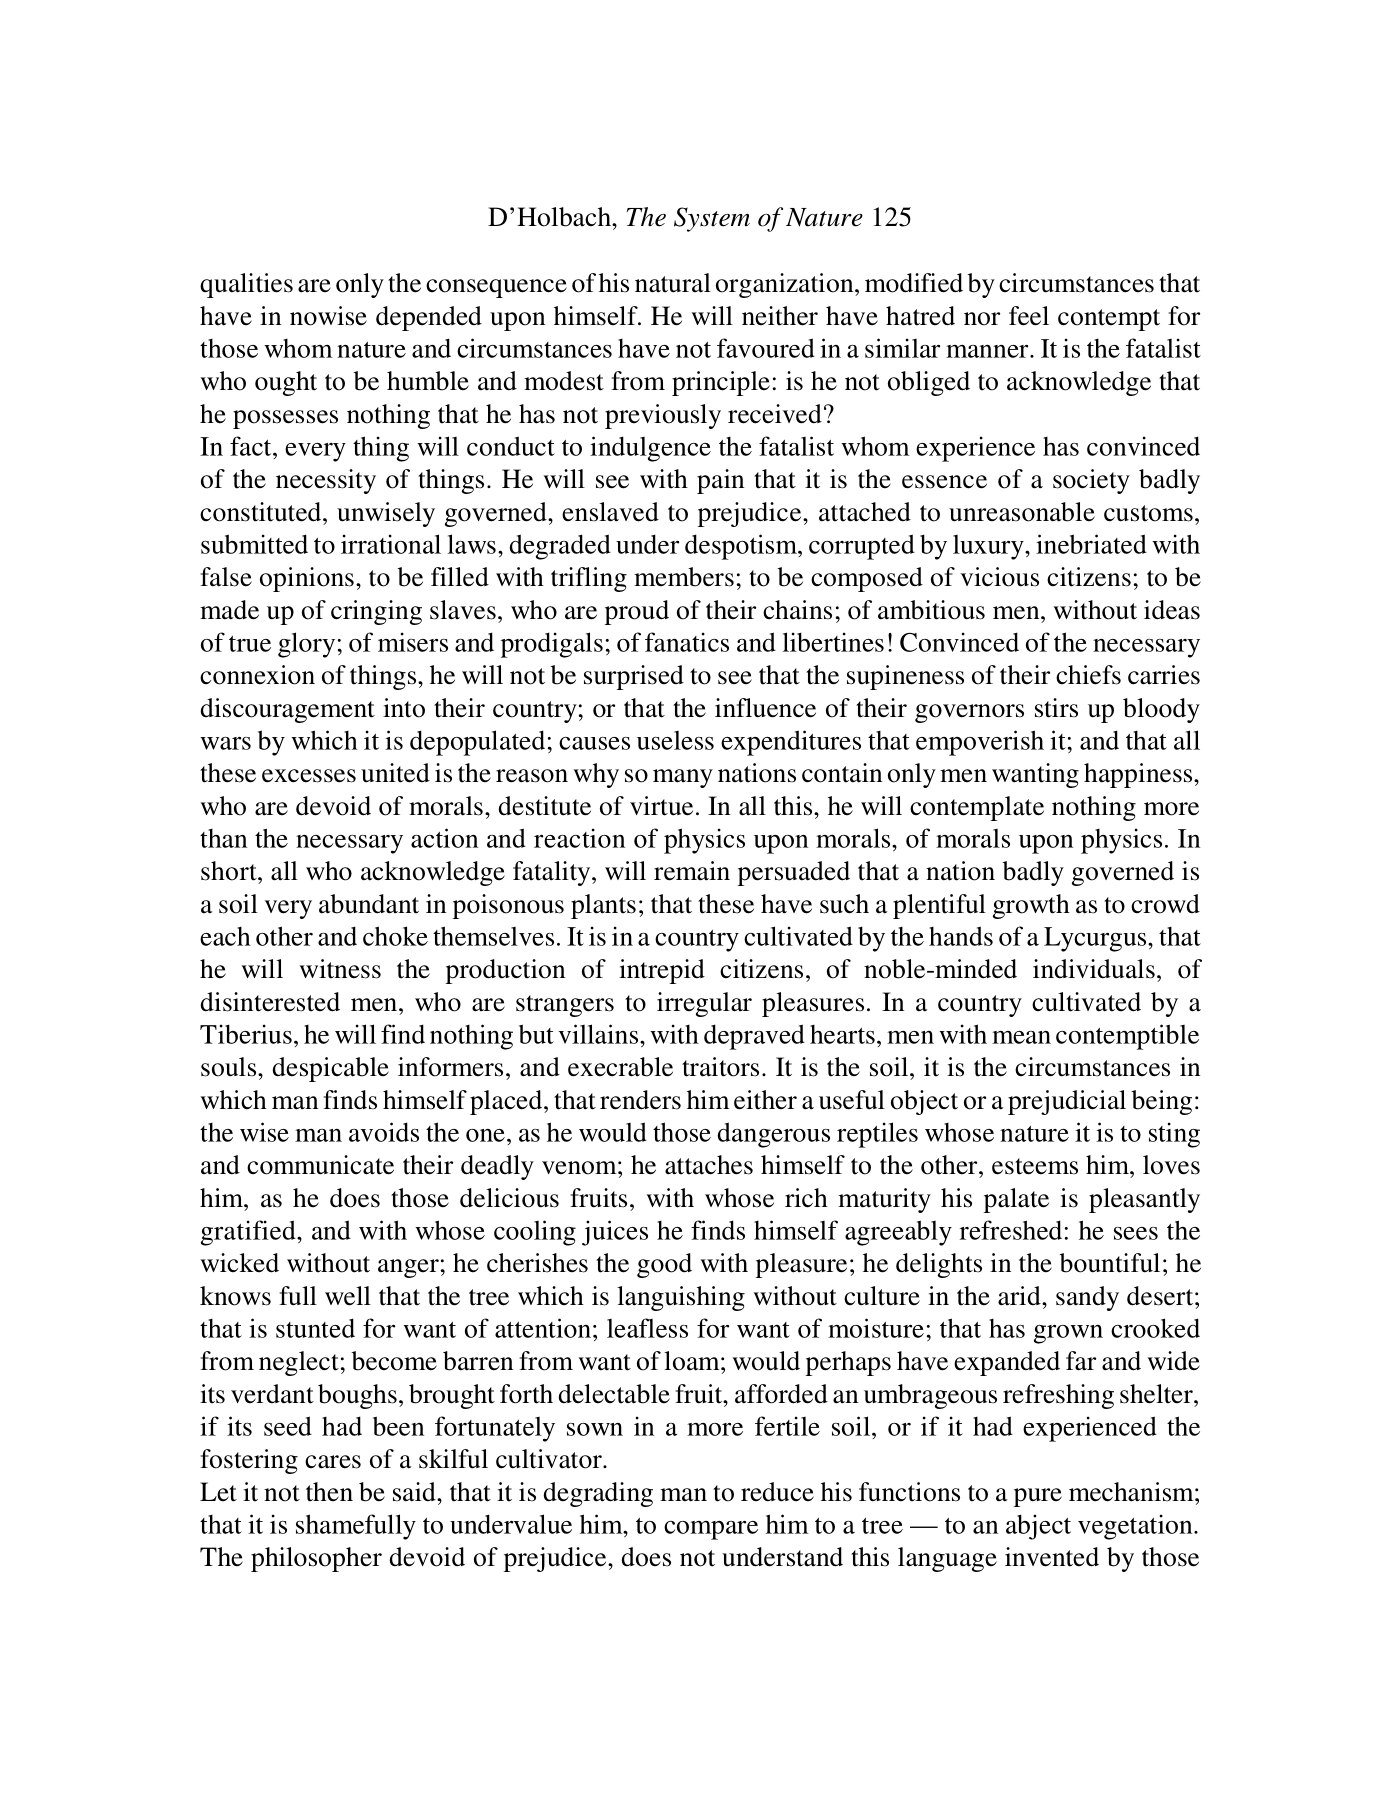 D’Holbach, The System of Nature 125
qualities are only the consequence of his natural organization, modified by circumstances that
have in nowise depended upon himself. He will neither have hatred nor feel contempt for
those whom nature and circumstances have not favoured in a similar manner. It is the fatalist
who ought to be humble and modest from principle: is he not obliged to acknowledge that
he possesses nothing that he has not previously received?
In fact, every thing will conduct to indulgence the fatalist whom experience has convinced
of the necessity of things. He will see with pain that it is the essence of a society badly
constituted, unwisely governed, enslaved to prejudice, attached to unreasonable customs,
submitted to irrational laws, degraded under despotism, corrupted by luxury, inebriated with
false opinions, to be filled with trifling members; to be composed of vicious citizens; to be
made up of cringing slaves, who are proud of their chains; of ambitious men, without ideas
of true glory; of misers and prodigals; of fanatics and libertines! Convinced of the necessary
connexion of things, he will not be surprised to see that the supineness of their chiefs carries
discouragement into their country; or that the influence of their governors stirs up bloody
wars by which it is depopulated; causes useless expenditures that empoverish it; and that all
these excesses united is the reason why so many nations contain only men wanting happiness,
who are devoid of morals, destitute of virtue. In all this, he will contemplate nothing more
than the necessary action and reaction of physics upon morals, of morals upon physics. In
short, all who acknowledge fatality, will remain persuaded that a nation badly governed is
a soil very abundant in poisonous plants; that these have such a plentiful growth as to crowd
each other and choke themselves. It is in a country cultivated by the hands of a Lycurgus, that
he will witness the production of intrepid citizens, of noble-minded individuals, of
disinterested men, who are strangers to irregular pleasures. In a country cultivated by a
Tiberius, he will find nothing but villains, with depraved hearts, men with mean contemptible
souls, despicable informers, and execrable traitors. It is the soil, it is the circumstances in
which man finds himself placed, that renders him either a useful object or a prejudicial being:
the wise man avoids the one, as he would those dangerous reptiles whose nature it is to sting
and communicate their deadly venom; he attaches himself to the other, esteems him, loves
him, as he does those delicious fruits, with whose rich maturity his palate is pleasantly
gratified, and with whose cooling juices he finds himself agreeably refreshed: he sees the
wicked without anger; he cherishes the good with pleasure; he delights in the bountiful; he
knows full well that the tree which is languishing without culture in the arid, sandy desert;
that is stunted for want of attention; leafless for want of moisture; that has grown crooked
from neglect; become barren from want of loam; would perhaps have expanded far and wide
its verdant boughs, brought forth delectable fruit, afforded an umbrageous refreshing shelter,
if its seed had been fortunately sown in a more fertile soil, or if it had experienced the
fostering cares of a skilful cultivator.
Let it not then be said, that it is degrading man to reduce his functions to a pure mechanism;
that it is shamefully to undervalue him, to compare him to a tree — to an abject vegetation.
The philosopher devoid of prejudice, does not understand this language invented by those